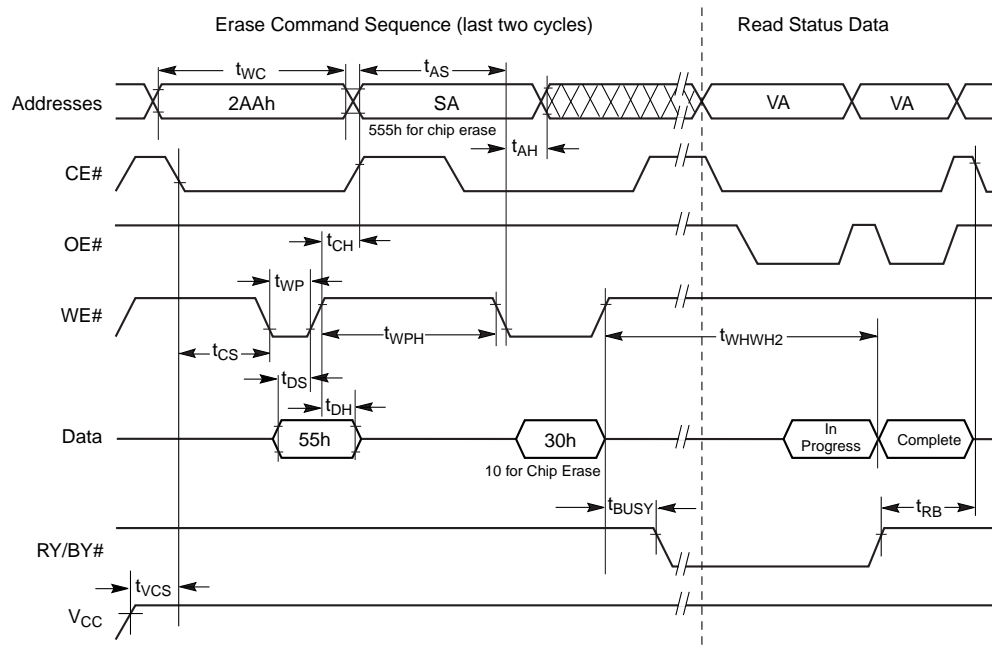 Erase Command Sequence (last two cycles)
Read Status Data
tWC
tAS
Addresses
2AAh
SA
VA
VA
555h for chip erase
tAH
CE#
OE#
tCH
tWP
WE#
tWPH
tWHWH2
tCS
tDS
tDH
Data
55h
30h
In
Progress
Complete
10 for Chip Erase
tBUSY
tRB
RY/BY#
tVCS
VCC